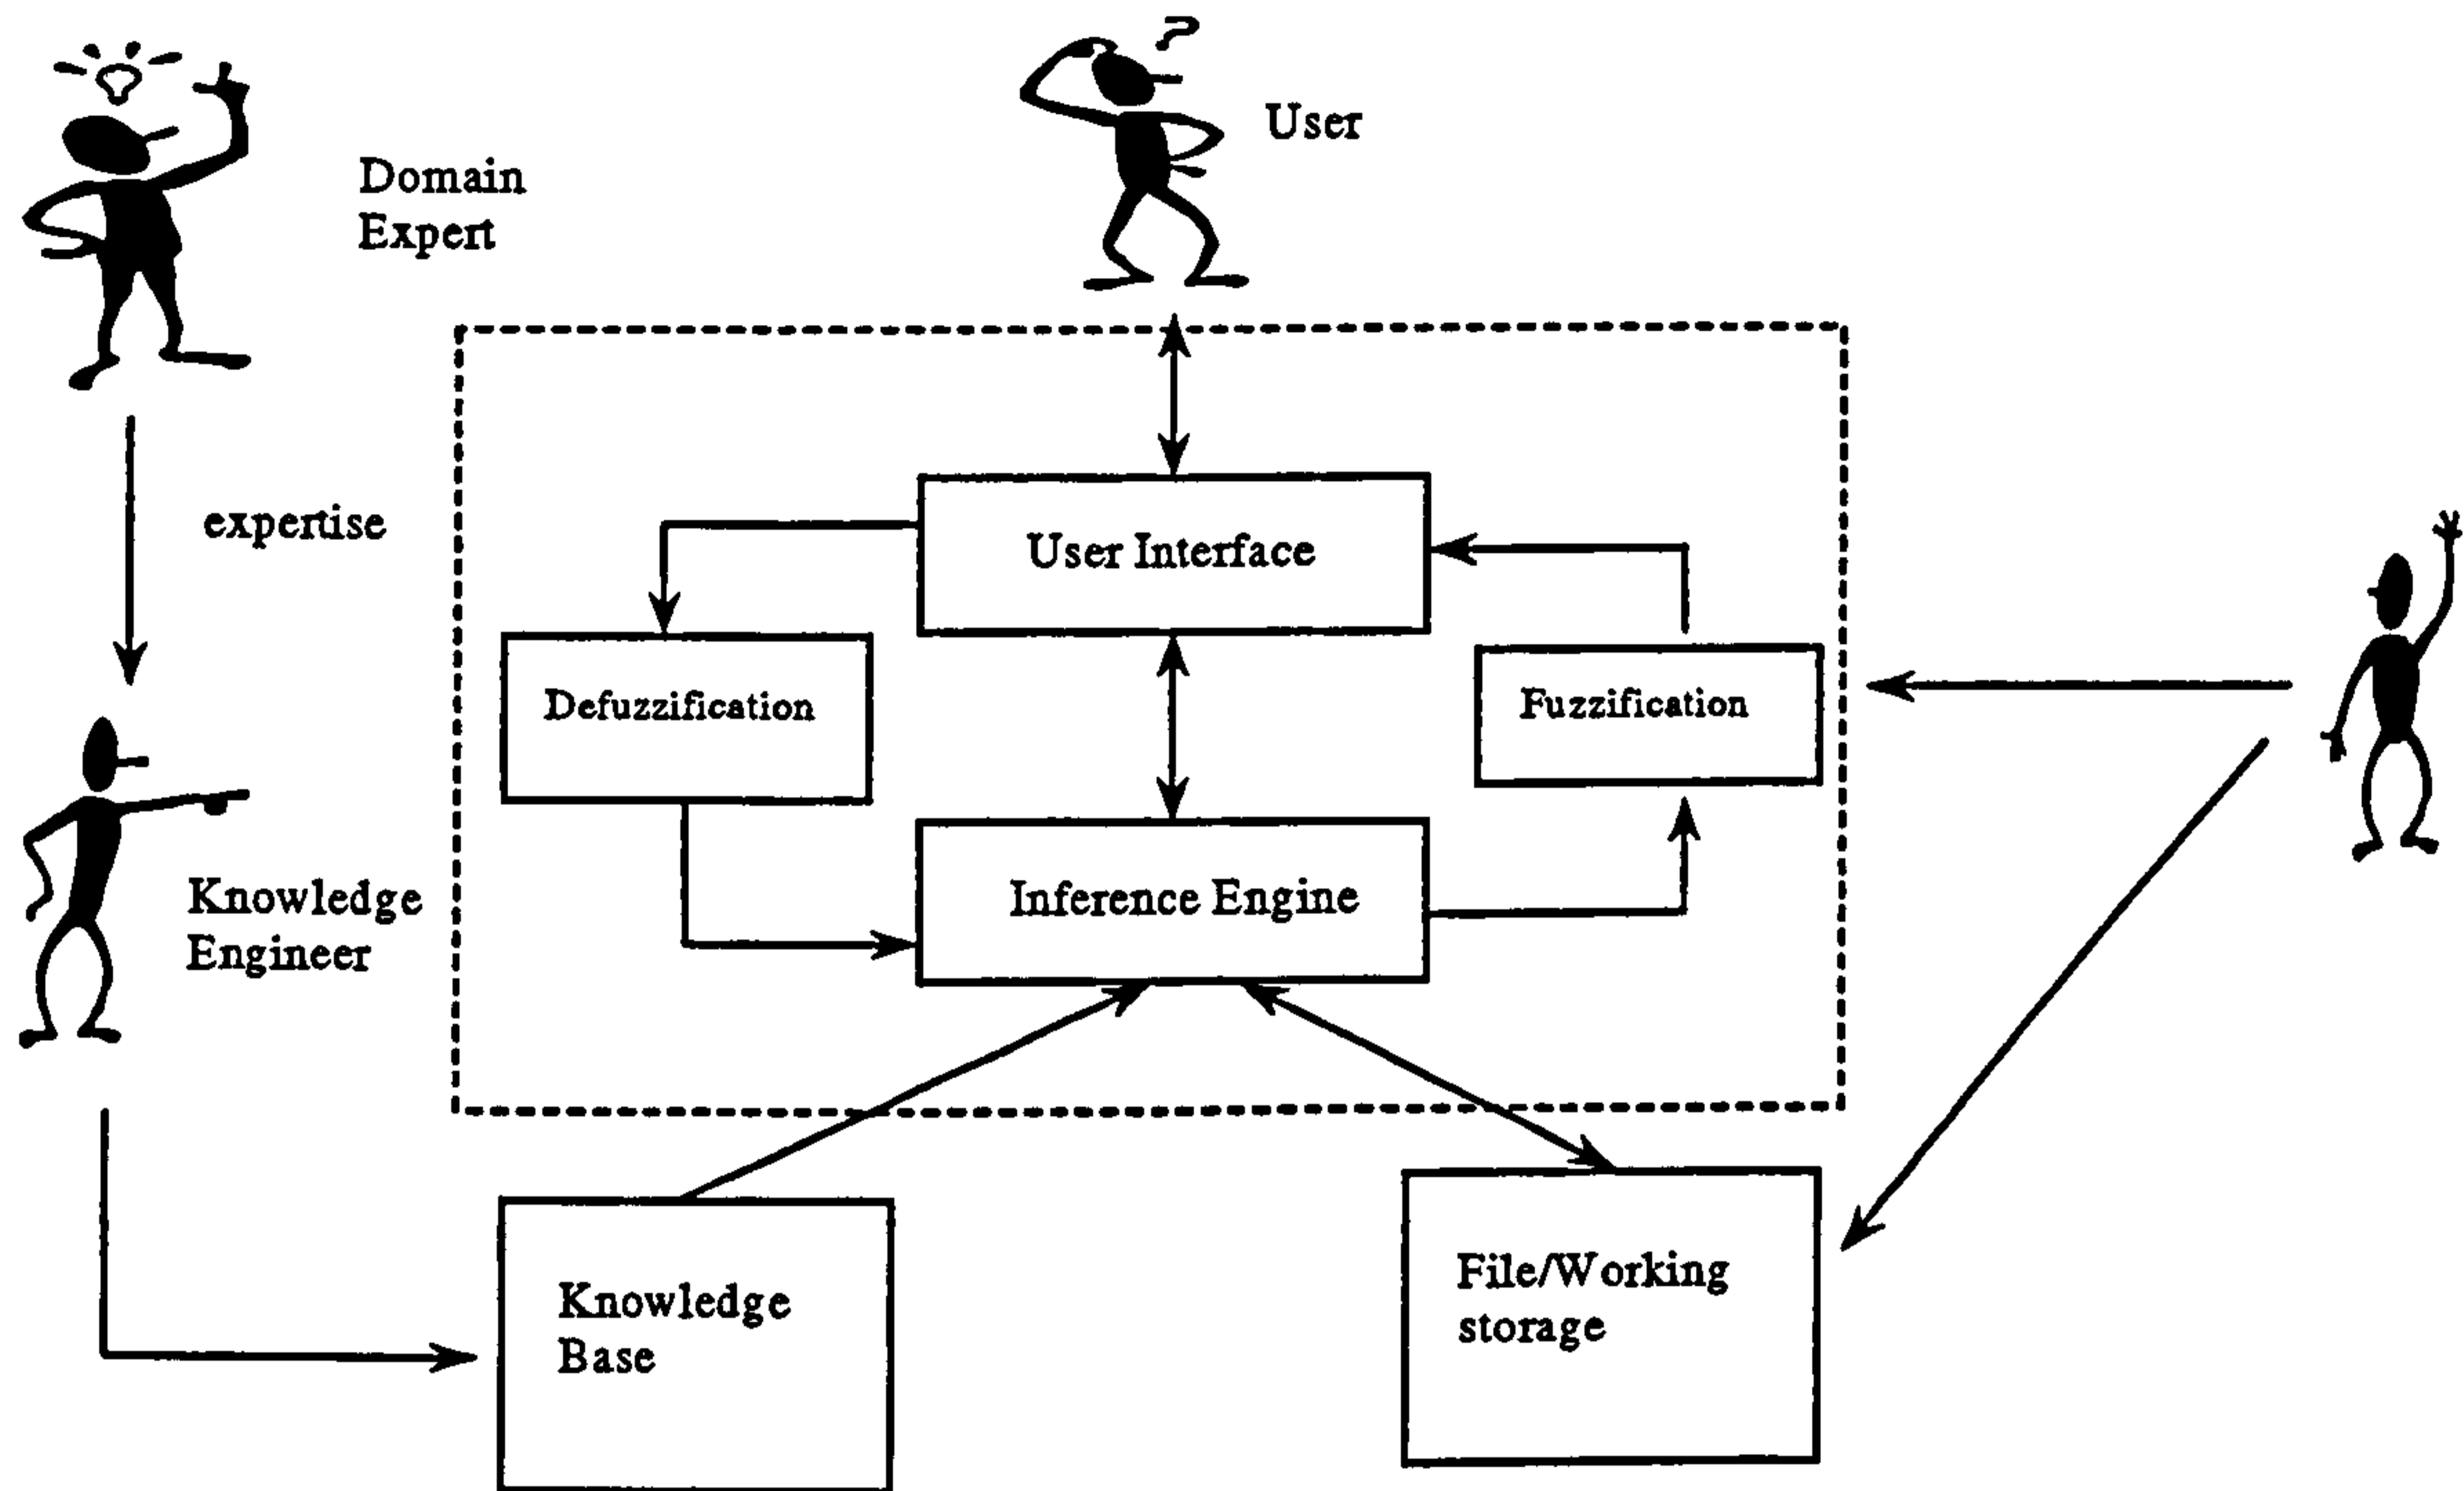 User
Domain
Expert
expertise
User Interface
Defuzzification
Fuzzification
Knowledge
Engineer
Inference Engine
Knowledge
Base
File/Working
storage